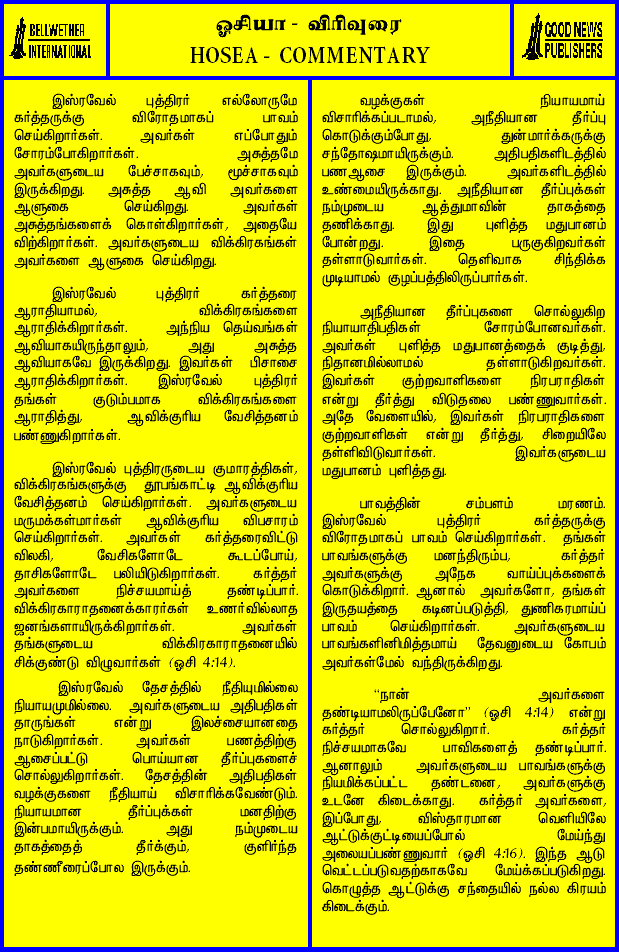 BELLWETHER
INTERNATIONAL
ஓசியா - விரிவுரை
HOSEA - COMMENTARY
GOOD NEWS
PUBLISHERS
இஸ்ரவேல் புத்திரர் எல்லோருமே
கர்த்தருக்கு விரோதமாகப் பாவம்
செய்கிறார்கள். அவர்கள் எப்போதும்
சோரம்போகிறார்கள். அசுத்தமே
அவர்களுடைய பேச்சாகவும், மூச்சாகவும்
இருக்கிறது. அசுத்த ஆவி அவர்களை
ஆளுகை செய்கிறது. அவர்கள்
அசுத்தங்களைக் கொள்கிறார்கள், அதையே
விற்கிறார்கள். அவர்களுடைய விக்கிரகங்கள்
அவர்களை ஆளுகை செய்கிறது.
இஸ்ரவேல் புத்திரர் கர்த்தரை
ஆராதியாமல், விக்கிரகங்களை
ஆராதிக்கிறார்கள். அந்நிய தெய்வங்கள்
ஆவியாகயிருந்தாலும், அது அசுத்த
ஆவியாகவே இருக்கிறது. இவர்கள் பிசாசை
ஆராதிக்கிறார்கள். இஸ்ரவேல் புத்திரர்
தங்கள் குடும்பமாக விக்கிரகங்களை
ஆராதித்து, ஆவிக்குரிய வேசித்தனம்
பண்ணுகிறார்கள்.
இஸ்ரவேல் புத்திரருடைய குமாரத்திகள்,
விக்கிரகங்களுக்கு தூபங்காட்டி ஆவிக்குரிய
வேசித்தனம் செய்கிறார்கள். அவர்களுடைய
மருமக்கள்மார்கள் ஆவிக்குரிய விபசாரம்
செய்கிறார்கள். அவர்கள் கர்த்தரைவிட்டு
விலகி, வேசிகளோடே கூடப்போய்,
தாசிகளோடே பலியிடுகிறார்கள். கர்த்தர்
அவர்களை நிச்சயமாய்த் தண்டிப்பார்.
விக்கிரகாராதனைக்காரர்கள் உணர்வில்லாத
ஜனங்களாயிருக்கிறார்கள். அவர்கள்
தங்களுடைய விக்கிரகாராதனையில்
சிக்குண்டு விழுவார்கள் (ஓசி 4:14).
இஸ்ரவேல் தேசத்தில் நீதியுமில்லை
நியாயமுமில்லை. அவர்களுடைய அதிபதிகள்
தாருங்கள் என்று இலச்சையானதை
நாடுகிறார்கள். அவர்கள் பணத்திற்கு
ஆசைப்பட்டு பொய்யான தீர்ப்புகளைச்
சொல்லுகிறார்கள். தேசத்தின் அதிபதிகள்
வழக்குகளை நீதியாய் விசாரிக்கவேண்டும்.
நியாயமான தீர்ப்புக்கள் மனதிற்கு
இன்பமாயிருக்கும். அது நம்முடைய
தாகத்தைத் தீர்க்கும், குளிர்ந்த
தண்ணீரைப்போல இருக்கும்.
வழக்குகள் நியாயமாய்
விசாரிக்கப்படாமல், அநீதியான தீர்ப்பு
கொடுக்கும்போது, துன்மார்க்கருக்கு
சந்தோஷமாயிருக்கும். அதிபதிகளிடத்தில்
பணஆசை இருக்கும். அவர்களிடத்தில்
உண்மையிருக்காது. அநீதியான தீர்ப்புக்கள்
நம்முடைய ஆத்துமாவின் தாகத்தை
தணிக்காது. இது புளித்த மதுபானம்
போன்றது. இதை பருகுகிறவர்கள்
தள்ளாடுவார்கள். தெளிவாக சிந்திக்க
முடியாமல் குழப்பத்திலிருப்பார்கள்.
அநீதியான தீர்ப்புகளை சொல்லுகிற
நியாயாதிபதிகள் சோரம்போனவர்கள்.
அவர்கள் புளித்த மதுபானத்தைக் குடித்து,
நிதானமில்லாமல் தள்ளாடுகிறவர்கள்.
இவர்கள் குற்றவாளிகளை நிரபராதிகள்
என்று தீர்த்து விடுதலை பண்ணுவார்கள்.
அதே வேளையில், இவர்கள் நிரபராதிகளை
குற்றவாளிகள் என்று தீர்த்து, சிறையிலே
தள்ளிவிடுவார்கள். இவர்களுடைய
மதுபானம் புளித்தது.
பாவத்தின் சம்பளம் மரணம்.
இஸ்ரவேல் புத்திரர் கர்த்தருக்கு
விரோதமாகப் பாவம் செய்கிறார்கள். தங்கள்
பாவங்களுக்கு மனந்திரும்ப, கர்த்தர்
அவர்களுக்கு அநேக வாய்ப்புக்களைக்
கொடுக்கிறார். ஆனால் அவர்களோ, தங்கள்
இருதயத்தை கடினப்படுத்தி, துணிகரமாய்ப்
பாவம் செய்கிறார்கள். அவர்களுடைய
பாவங்களினிமித்தமாய் தேவனுடைய கோபம்
அவர்கள்மேல் வந்திருக்கிறது.
“நான் அவர்களை
தண்டியாமலிருப்பேனோ” (ஓசி 4:14) என்று
கர்த்தர் சொல்லுகிறார். கர்த்தர்
நிச்சயமாகவே பாவிகளைத் தண்டிப்பார்.
ஆனாலும் அவர்களுடைய பாவங்களுக்கு
நியமிக்கப்பட்ட தண்டனை, அவர்களுக்கு
உடனே கிடைக்காது. கர்த்தர் அவர்களை,
இப்போது, விஸ்தாரமான வெளியிலே
ஆட்டுக்குட்டியைப்போல் மேய்ந்து
அலையப்பண்ணுவார் (ஓசி 4:16). இந்த ஆடு
வெட்டப்படுவதற்காகவே மேய்க்கப்படுகிறது.
கொழுத்த ஆட்டுக்கு சந்தையில் நல்ல கிரயம்
கிடைக்கும்.